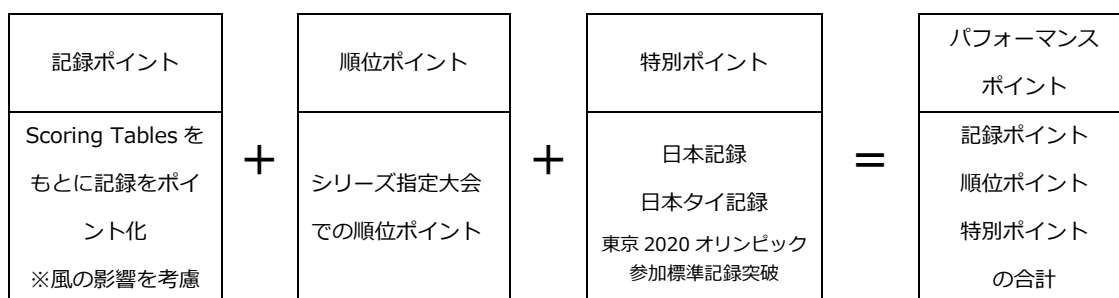 記録ポイント
Scoring Tables を
もとに記録をポイ
ント化
※風の影響を考慮
+
順位ポイント
シリーズ指定大会
での順位ポイント
+
特別ポイント
日本記録
日本タイ記録
東京 2020 オリンピック
参加標準記録突破
=
パフォーマンス
ポイント
記録ポイント
順位ポイント
特別ポイント
の合計